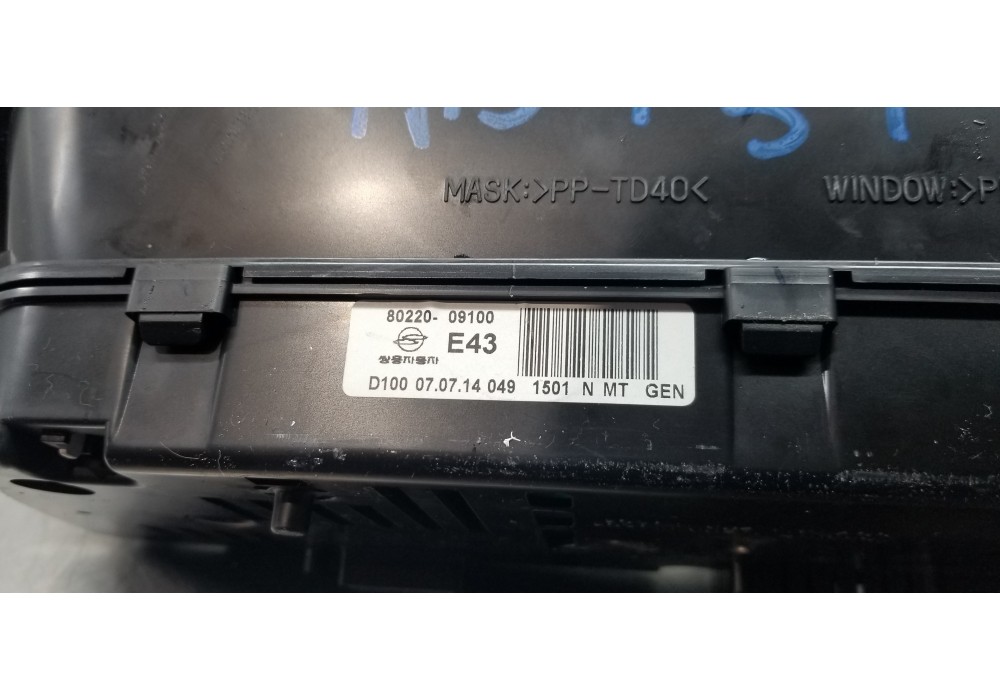 MASK:>PP-TD40< WINDOW:>P
80220- 09100
E43
쌍용자동차
D100 07.07.14 049 1501 N MT GEN